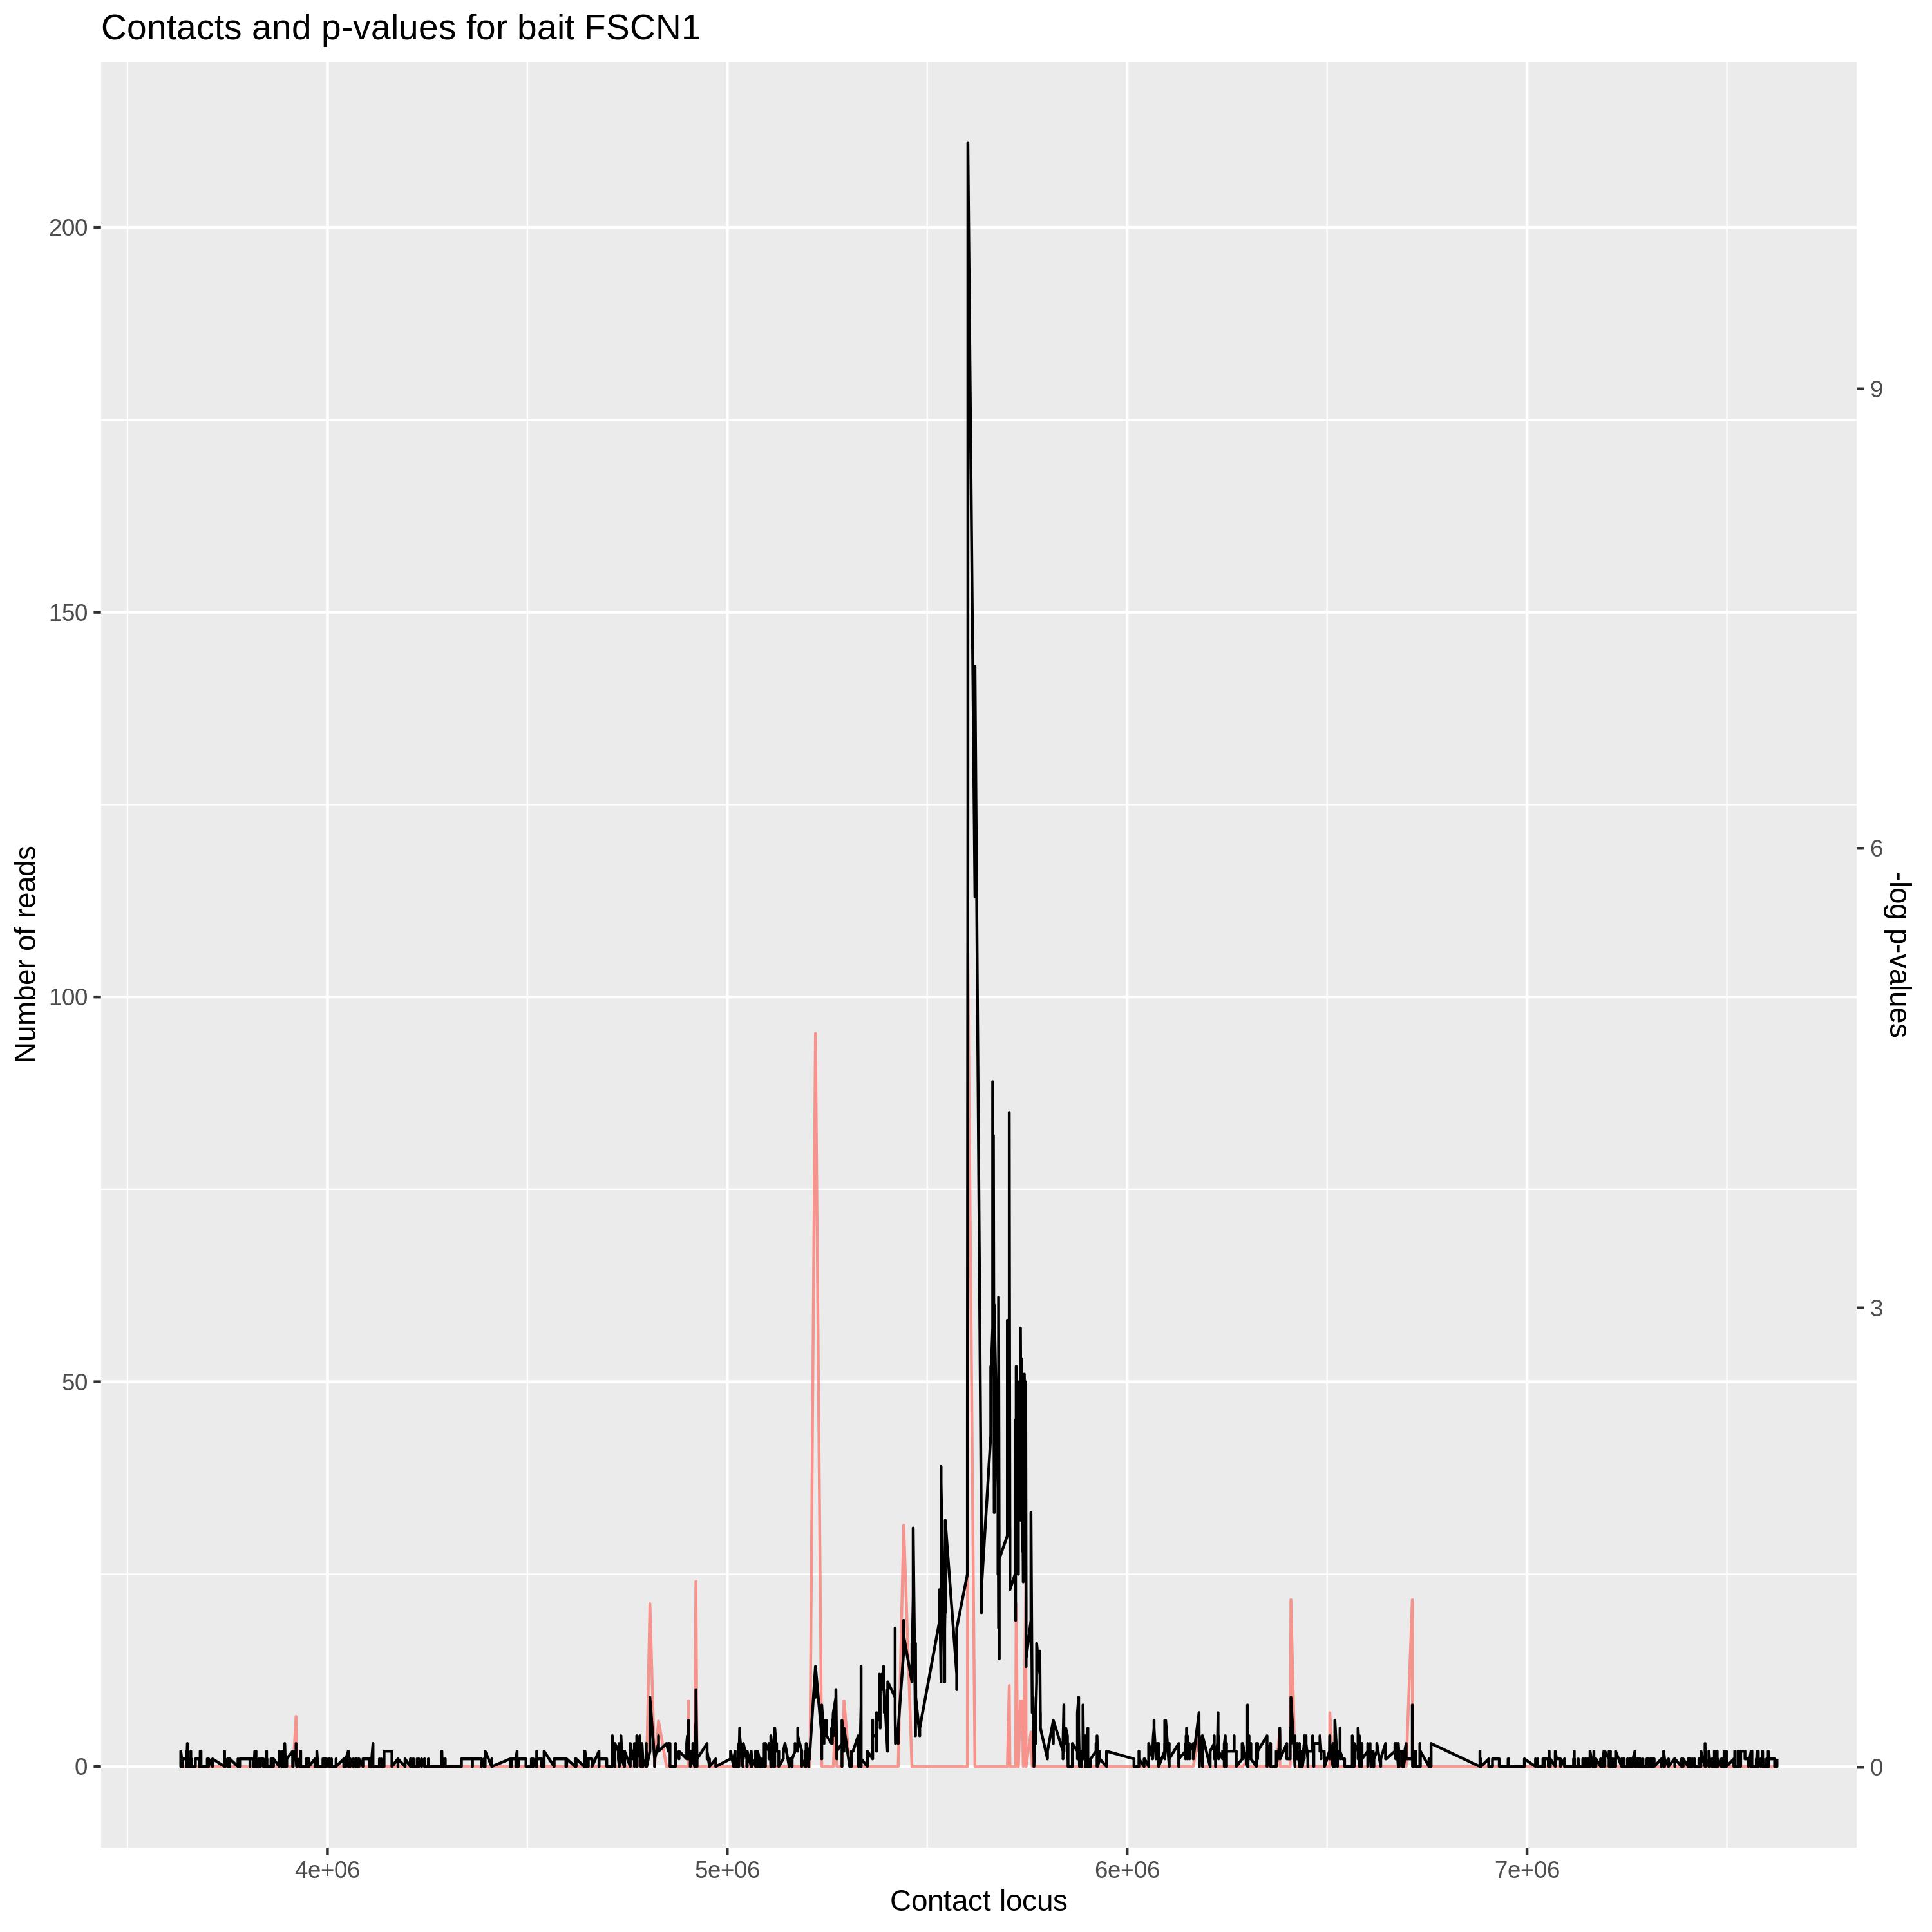 Contacts and p-values for bait FSCN1
200
150
100
50
0
Number of reads
9
6
3
0
-log p-values
4e+06 5e+06 6e+06 7e+06
Contact locus